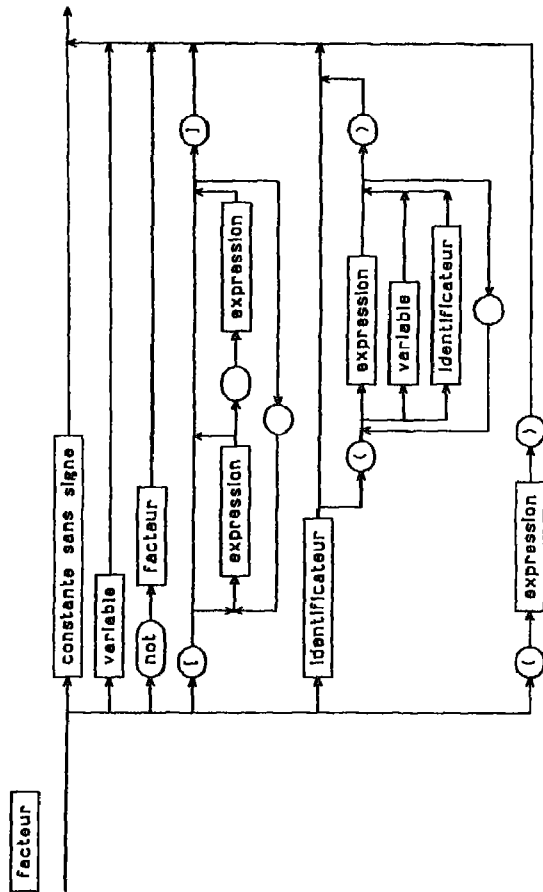 facteur
constante sans signe
variable
not
facteur
[
expression
expression
]
identificateur
(
expression
variable
identificateur
)
(
expression
)